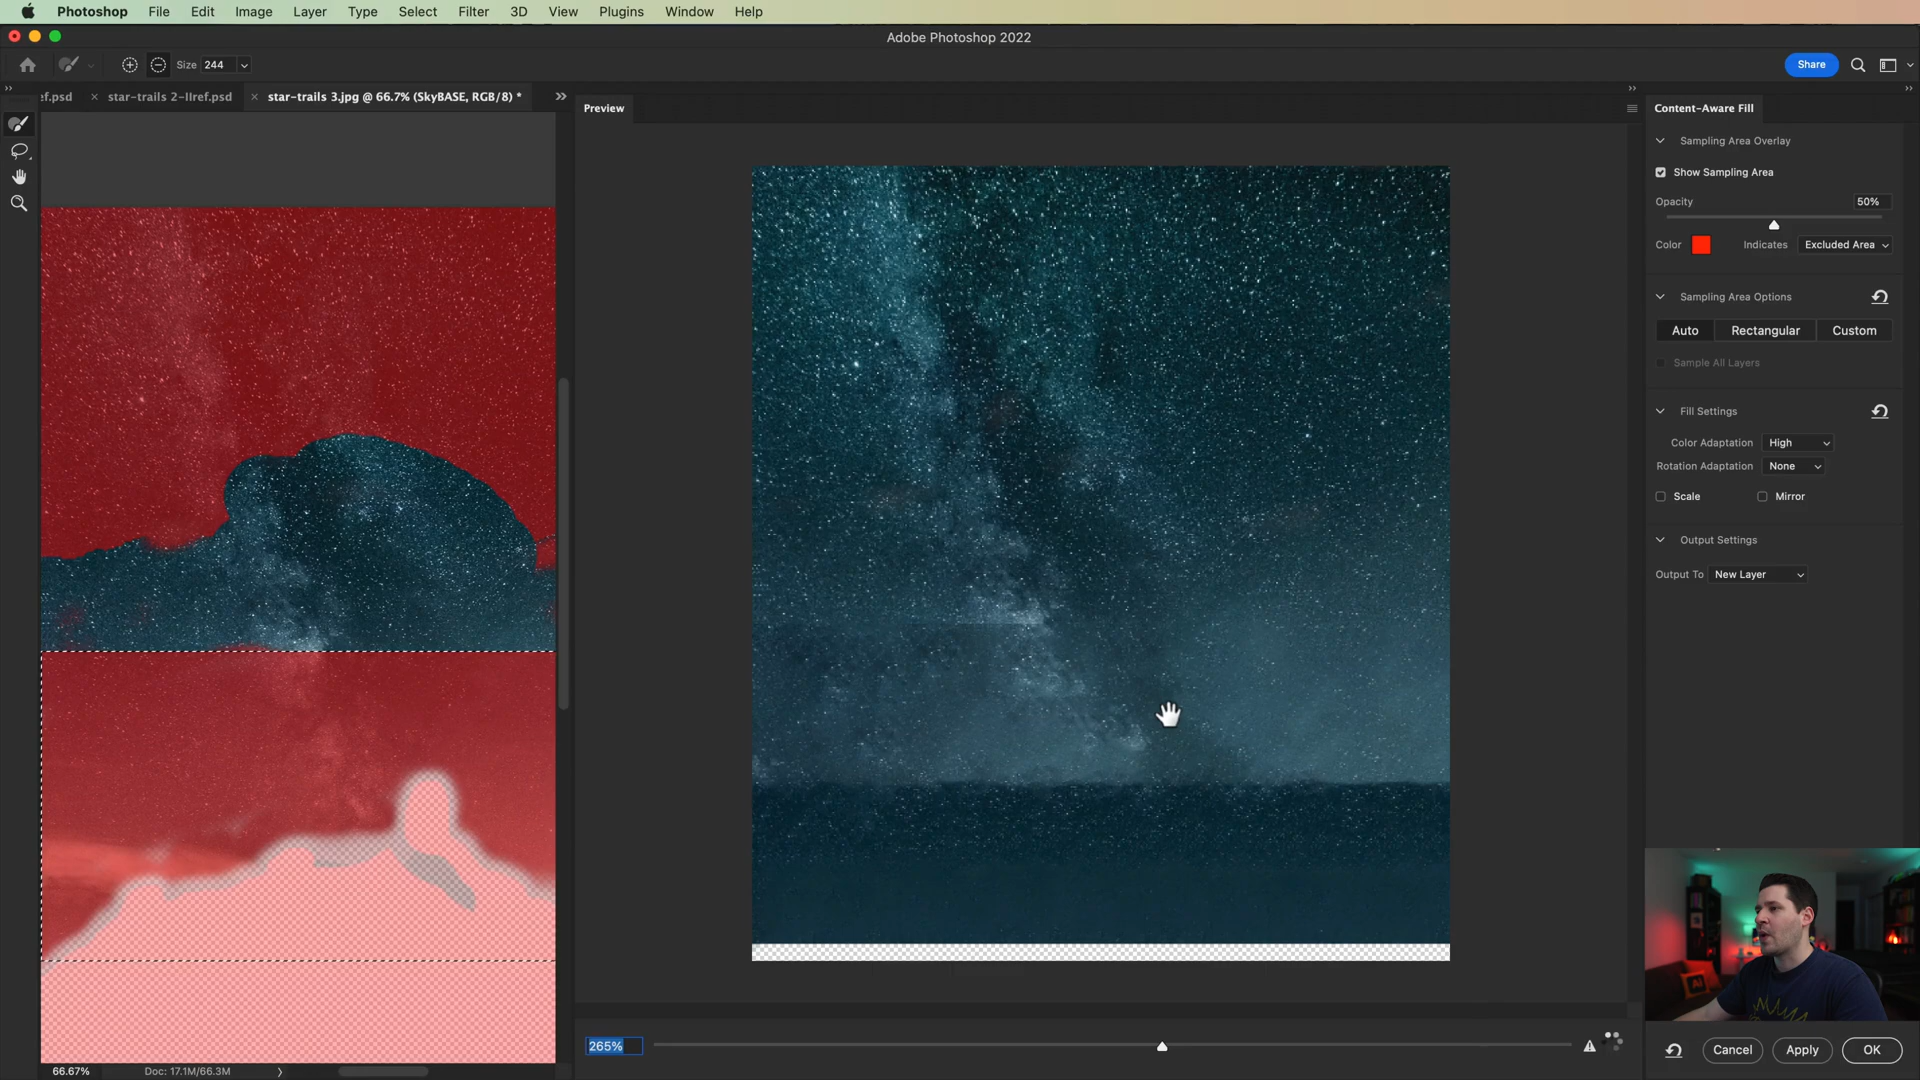 Photoshop File Edit Image Layer Type Select Filter 3D View Plugins Window Help
Adobe Photoshop 2022
Size 244
Share
ef.psd × star-trails 2-IIref.psd × star-trails 3.jpg @ 66.7% (SkyBASE, RGB/8) *
Preview
Content-Aware Fill
Sampling Area Overlay
Show Sampling Area
Opacity 50%
Color Indicates Excluded Area
Sampling Area Options
Auto Rectangular Custom
Sample All Layers
Fill Settings
Color Adaptation High
Rotation Adaptation None
Scale Mirror
Output Settings
Output To New Layer
265%
Cancel Apply OK
66.67% Doc: 17.1M/66.3M